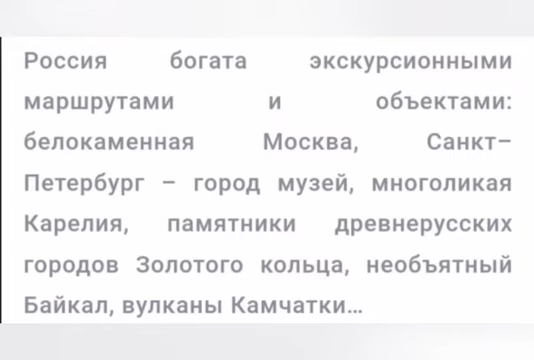 Россия богата экскурсионными
маршрутами и объектами:
белокаменная Москва, Санкт–
Петербург – город музей, многоликая
Карелия, памятники древнерусских
городов Золотого кольца, необъятный
Байкал, вулканы Камчатки...